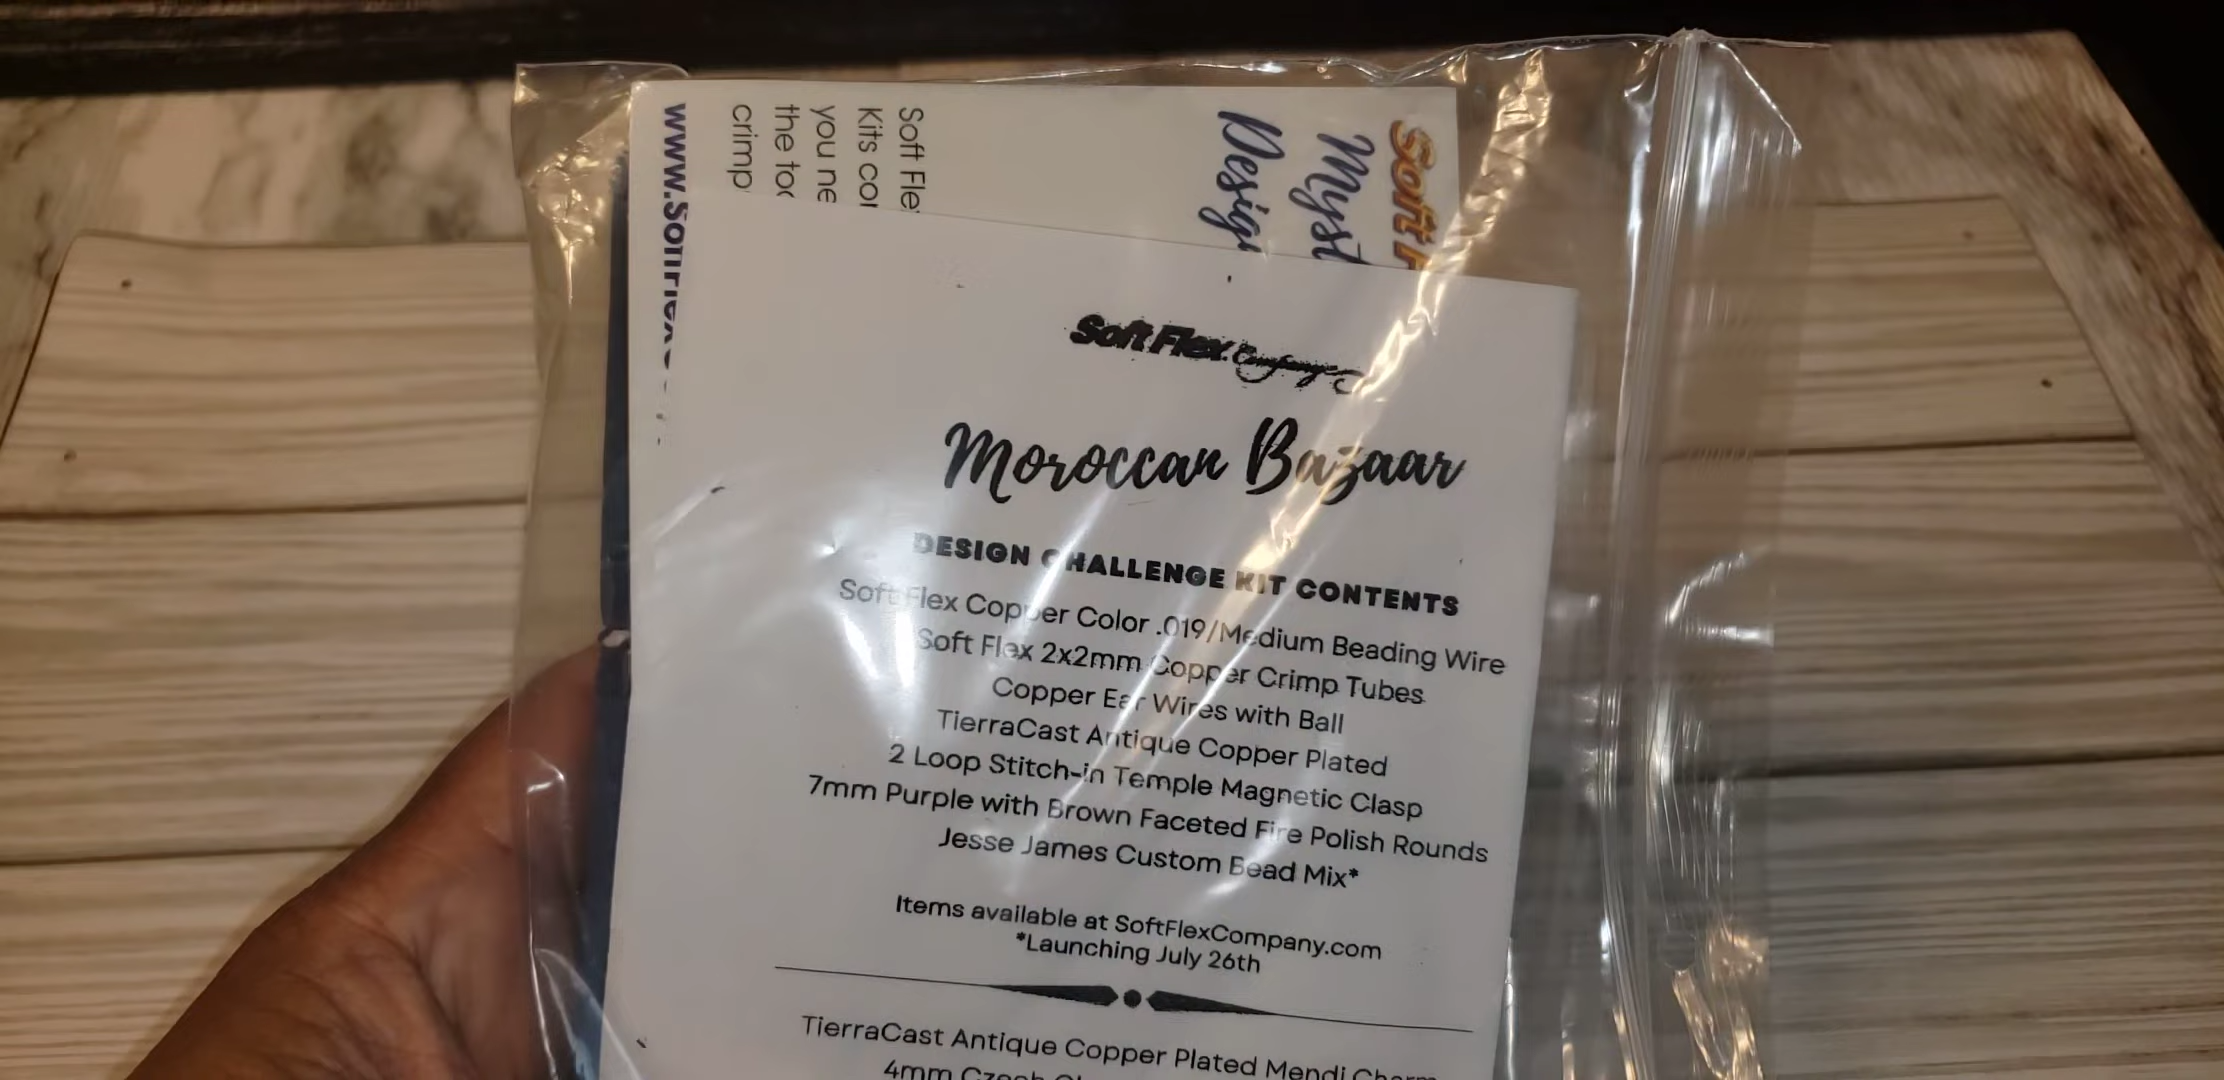 Soft
Myst
Desig
Soft Fle
Kits co
you ne
the to
crimp
www.SoftFlexC
Soft Flex Company
Moroccan Bazaar
DESIGN CHALLENGE KIT CONTENTS
Soft Flex Copper Color .019/Medium Beading Wire
Soft Flex 2x2mm Copper Crimp Tubes
Copper Ear Wires with Ball
TierraCast Antique Copper Plated
2 Loop Stitch-in Temple Magnetic Clasp
7mm Purple with Brown Faceted Fire Polish Rounds
Jesse James Custom Bead Mix*
Items available at SoftFlexCompany.com
*Launching July 26th
TierraCast Antique Copper Plated Mendi Charm
4mm Czech